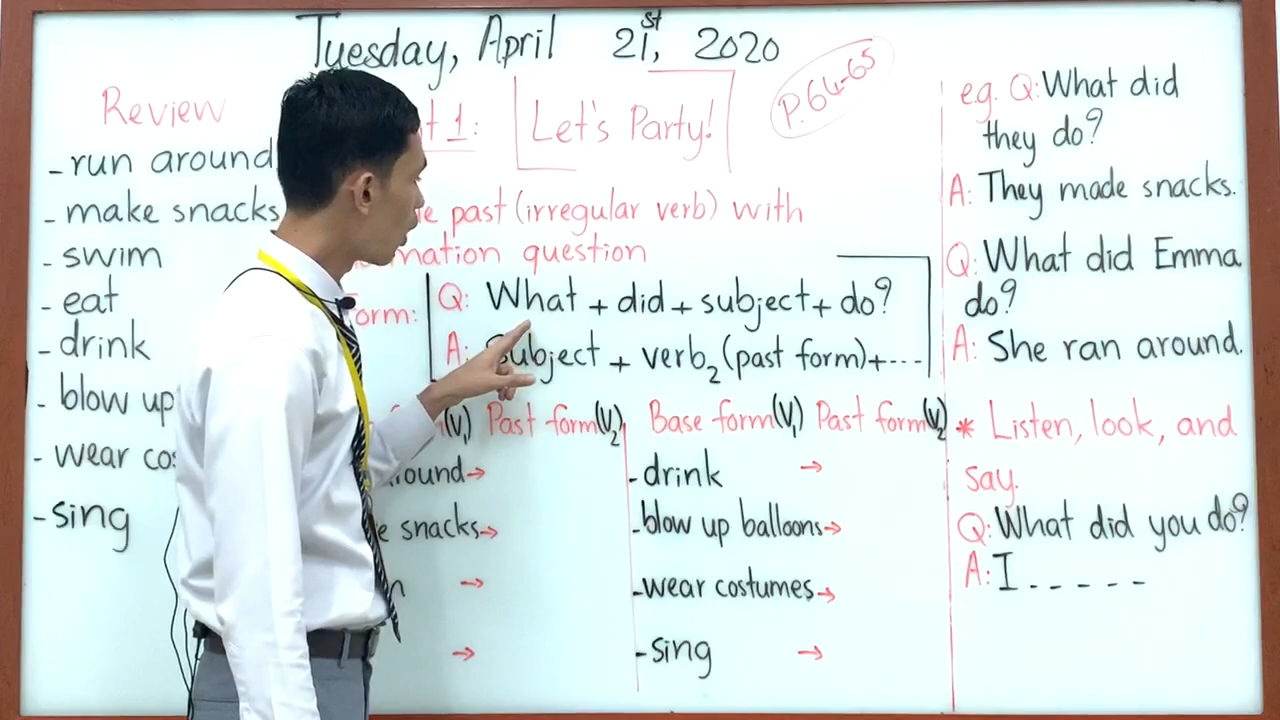 Tuesday, April 21st, 2020
Review
- run around
- make snacks
- swim
- eat
- drink
- blow up
- wear
- sing
1: Let's Party!
P.64-65
past (irregular verb) with
question
Form:
Q: What + did + subject + do?
A: Subject + verb2 (past form) + ---
(V1) Past form (V2)
→
snacks →
→
→
Base form (V1) Past form (V2)
- drink →
- blow up balloons →
- wear costumes →
- sing →
e.g. Q: What did
they do?
A: They made snacks.
Q: What did Emma
do?
A: She ran around.
* Listen, look, and
say.
Q: What did you do?
A: I - - - - -